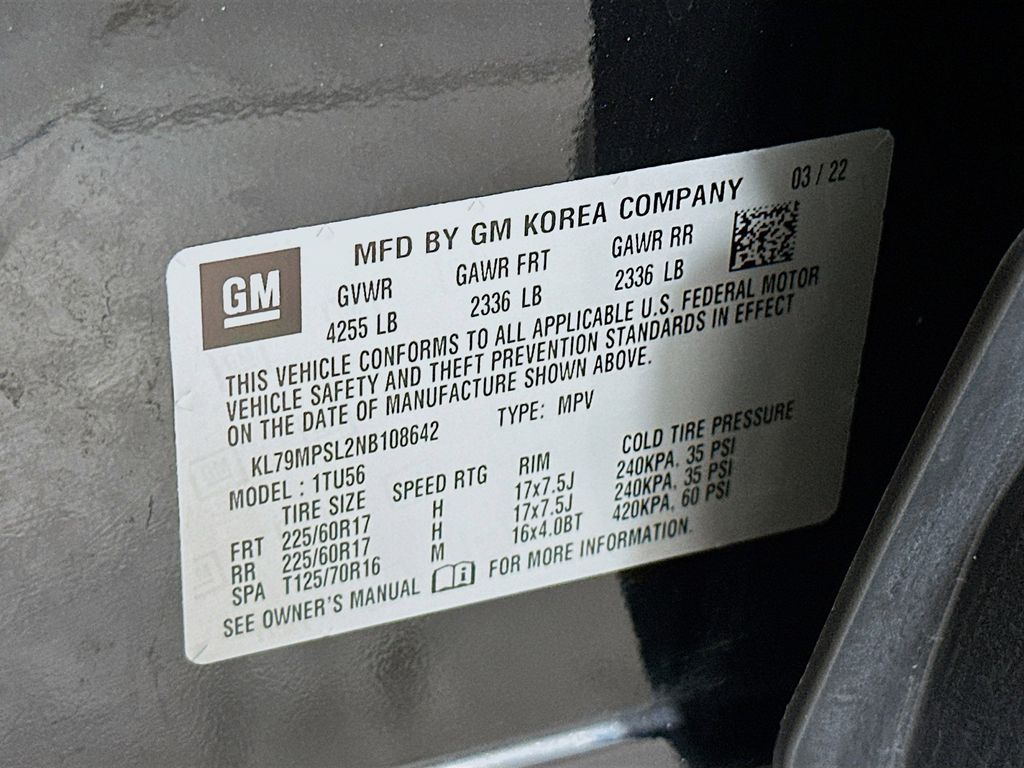 MFD BY GM KOREA COMPANY 03 / 22
GM
GVWR GAWR FRT GAWR RR
4255 LB 2336 LB 2336 LB
THIS VEHICLE CONFORMS TO ALL APPLICABLE U.S. FEDERAL MOTOR
VEHICLE SAFETY AND THEFT PREVENTION STANDARDS IN EFFECT
ON THE DATE OF MANUFACTURE SHOWN ABOVE.
KL79MPSL2NB108642 TYPE: MPV
MODEL : 1TU56
TIRE SIZE SPEED RTG RIM COLD TIRE PRESSURE
FRT 225/60R17 H 17x7.5J 240KPA, 35 PSI
RR 225/60R17 H 17x7.5J 240KPA, 35 PSI
SPA T125/70R16 M 16x4.0BT 420KPA, 60 PSI
SEE OWNER'S MANUAL FOR MORE INFORMATION.